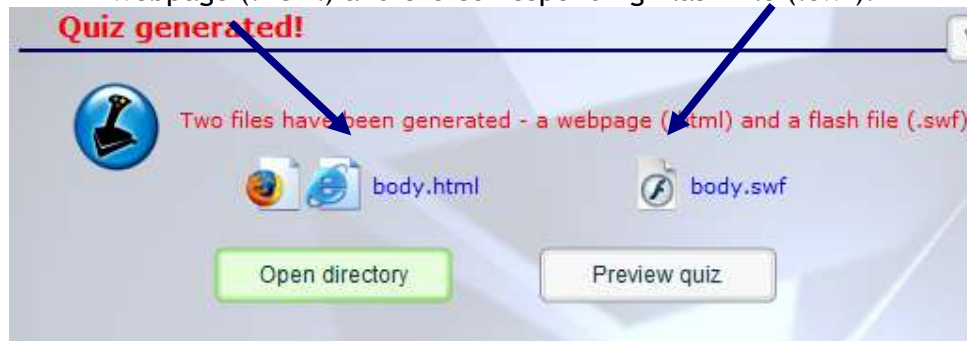 Quiz generated!
Two files have been generated - a webpage (.html) and a flash file (.swf)
body.html
body.swf
Open directory
Preview quiz